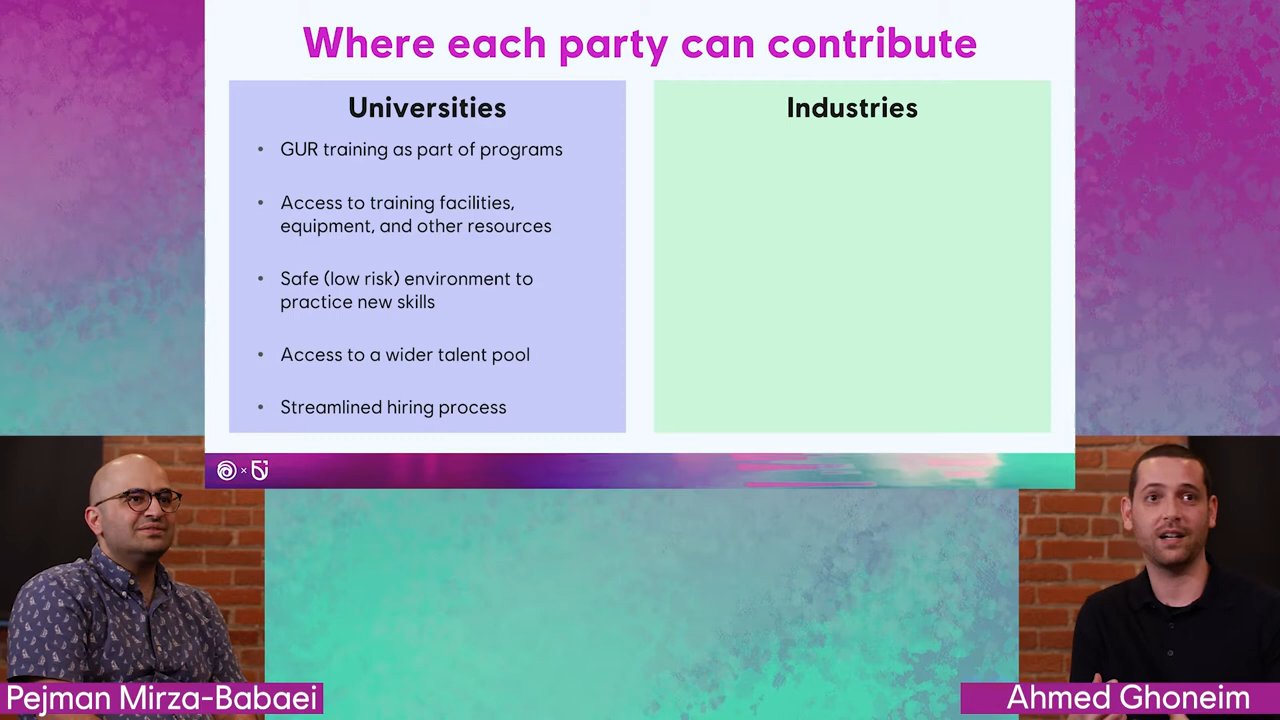 Where each party can contribute
Universities
• GUR training as part of programs
• Access to training facilities,
equipment, and other resources
• Safe (low risk) environment to
practice new skills
• Access to a wider talent pool
• Streamlined hiring process
Industries
×
Pejman Mirza-Babaei
Ahmed Ghoneim